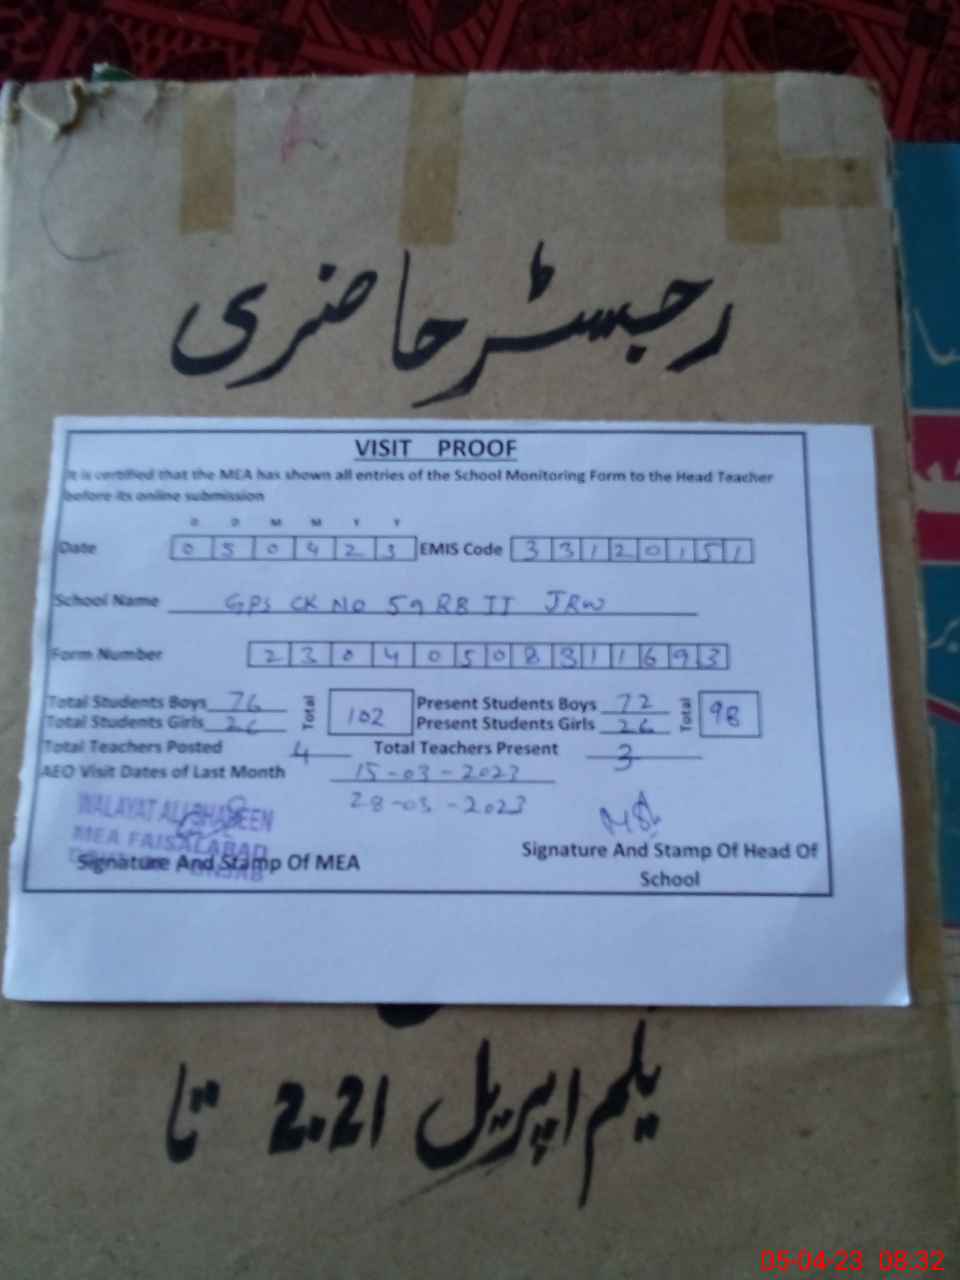 رجسٹر حاضری
VISIT PROOF
It is certified that the MEA has shown all entries of the School Monitoring Form to the Head Teacher
before its online submission
D D M M Y Y
Date 0 5 0 4 2 3 EMIS Code 3 3 1 2 0 1 5 1
School Name GPS CK No 59 RB II JRW
Form Number 2 3 0 4 0 5 0 8 3 1 1 6 9 3
Total Students Boys 76 Total 102 Present Students Boys 72 Total 98
Total Students Girls 26 Present Students Girls 26
Total Teachers Posted 4 Total Teachers Present 3
AEO Visit Dates of Last Month 15-03-2023
28-03-2023
WALAYAT ALI SHAHEEN
MEA FAISALABAD
Signature And Stamp Of MEA
Signature And Stamp Of Head Of
School
یکم اپریل 2.21 تا
05-04-23 08:32